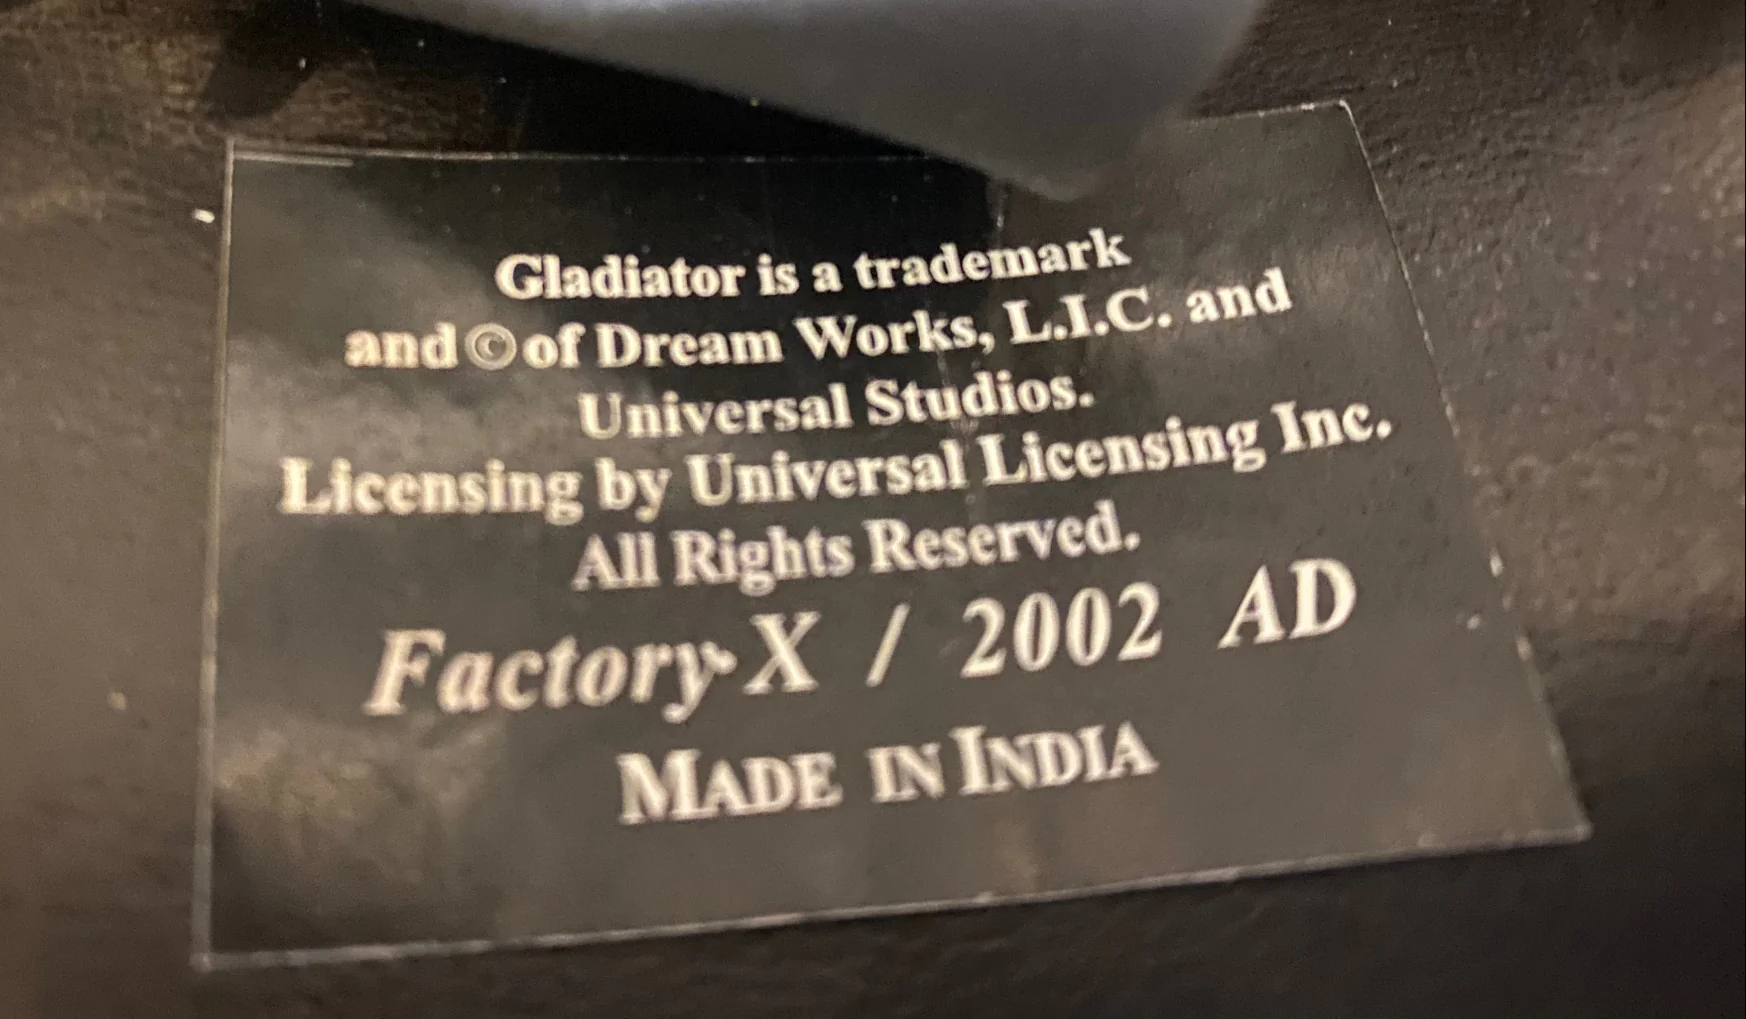 Gladiator is a trademark
and © of Dream Works, L.I.C. and
Universal Studios.
Licensing by Universal Licensing Inc.
All Rights Reserved.
Factory X / 2002 AD
MADE IN INDIA